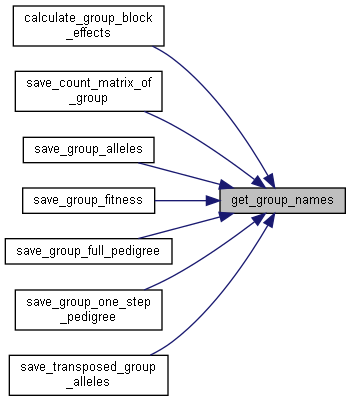 calculate_group_block
_effects
save_count_matrix_of
_group
save_group_alleles
get_group_names
save_group_fitness
save_group_full_pedigree
save_group_one_step
_pedigree
save_transposed_group
_alleles